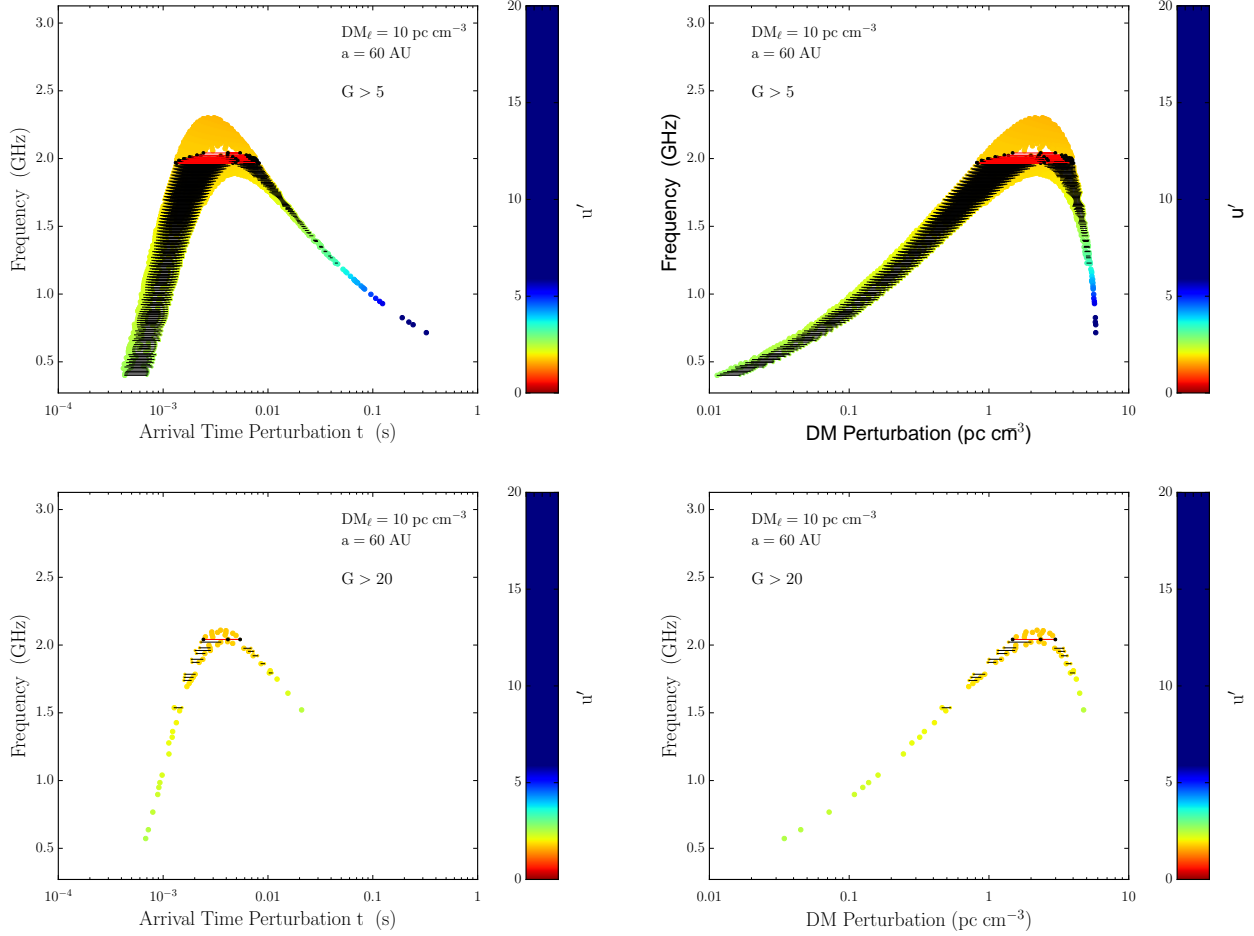 DM_ℓ = 10 pc cm⁻³
a = 60 AU
G > 5
3.0
2.5
2.0
1.5
1.0
0.5
Frequency (GHz)
10⁻⁴ 10⁻³ 0.01 0.1 1
Arrival Time Perturbation t (s)
20
15
10
5
0
u′
DM_ℓ = 10 pc cm⁻³
a = 60 AU
G > 5
3.0
2.5
2.0
1.5
1.0
0.5
Frequency (GHz)
0.01 0.1 1 10
DM Perturbation (pc cm⁻³)
20
15
10
5
0
u′
DM_ℓ = 10 pc cm⁻³
a = 60 AU
G > 20
3.0
2.5
2.0
1.5
1.0
0.5
Frequency (GHz)
10⁻⁴ 10⁻³ 0.01 0.1 1
Arrival Time Perturbation t (s)
20
15
10
5
0
u′
DM_ℓ = 10 pc cm⁻³
a = 60 AU
G > 20
3.0
2.5
2.0
1.5
1.0
0.5
Frequency (GHz)
0.01 0.1 1 10
DM Perturbation (pc cm⁻³)
20
15
10
5
0
u′